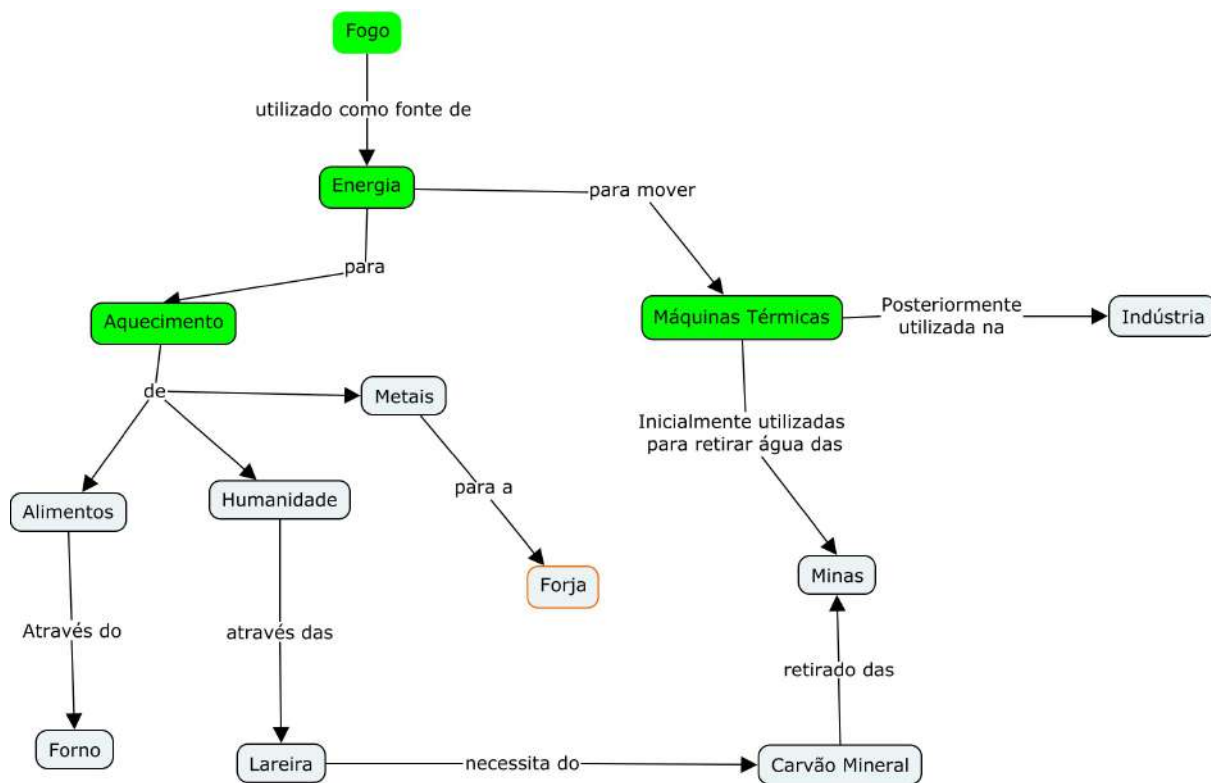 Fogo
utilizado como fonte de
Energia
para mover
para
Aquecimento
Máquinas Térmicas
Posteriormente
utilizada na
Indústria
de
Metais
Inicialmente utilizadas
para retirar água das
Alimentos
Humanidade
para a
Forja
Minas
Através do
através das
retirado das
Forno
Lareira
necessita do
Carvão Mineral